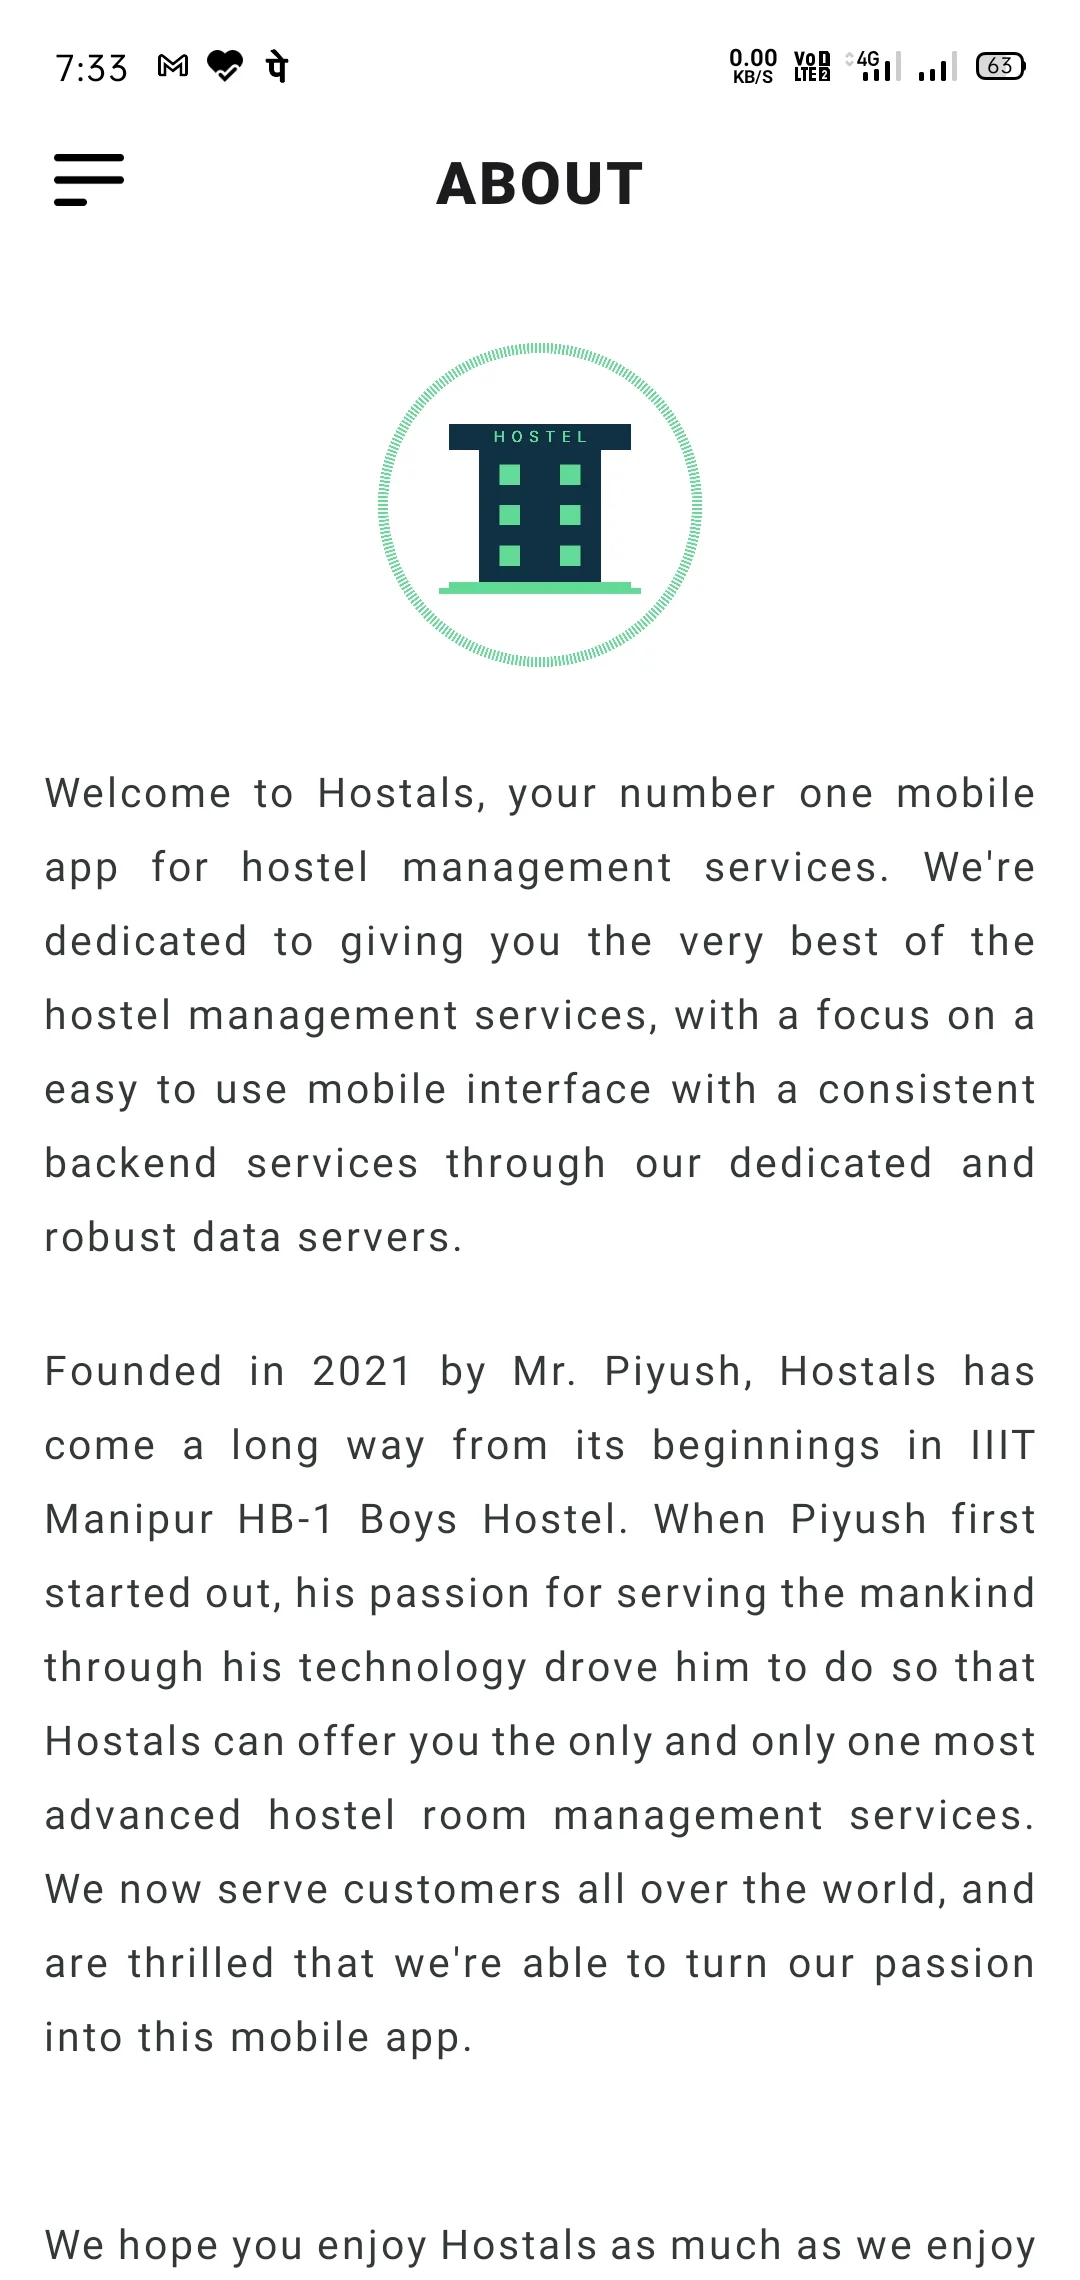 7:33 पे 0.00 KB/S VoD LTE2 4G 63
ABOUT
HOSTEL
Welcome to Hostals, your number one mobile
app for hostel management services. We're
dedicated to giving you the very best of the
hostel management services, with a focus on a
easy to use mobile interface with a consistent
backend services through our dedicated and
robust data servers.
Founded in 2021 by Mr. Piyush, Hostals has
come a long way from its beginnings in IIIT
Manipur HB-1 Boys Hostel. When Piyush first
started out, his passion for serving the mankind
through his technology drove him to do so that
Hostals can offer you the only and only one most
advanced hostel room management services.
We now serve customers all over the world, and
are thrilled that we're able to turn our passion
into this mobile app.
We hope you enjoy Hostals as much as we enjoy